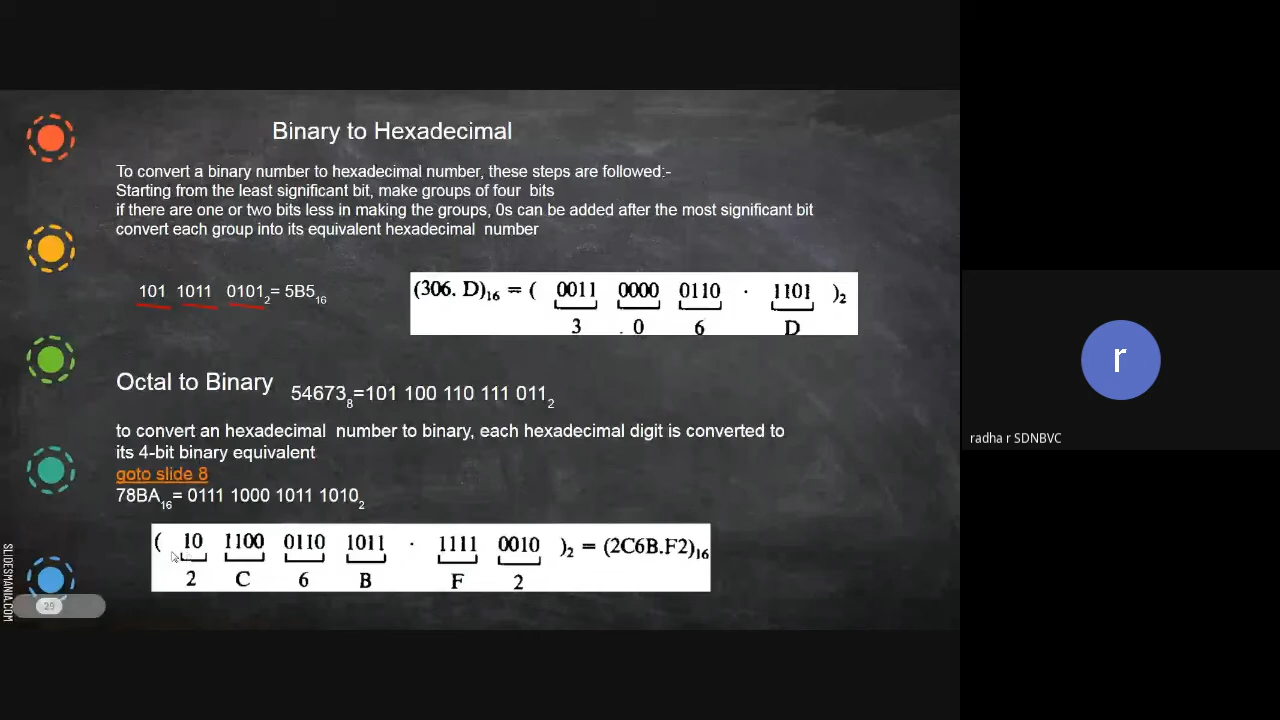 Binary to Hexadecimal
To convert a binary number to hexadecimal number, these steps are followed:-
Starting from the least significant bit, make groups of four bits
if there are one or two bits less in making the groups, 0s can be added after the most significant bit
convert each group into its equivalent hexadecimal number
101 1011 0101₂= 5B5₁₆
(306. D)₁₆ = ( 0011 0000 0110 . 1101 )₂
3 0 6 D
Octal to Binary
54673₈=101 100 110 111 011₂
to convert an hexadecimal number to binary, each hexadecimal digit is converted to
its 4-bit binary equivalent
goto slide 8
78BA₁₆= 0111 1000 1011 1010₂
( 10 1100 0110 1011 . 1111 0010 )₂ = (2C6B.F2)₁₆
2 C 6 B F 2
SLIDESMANIA.COM
29
r
radha r SDNBVC